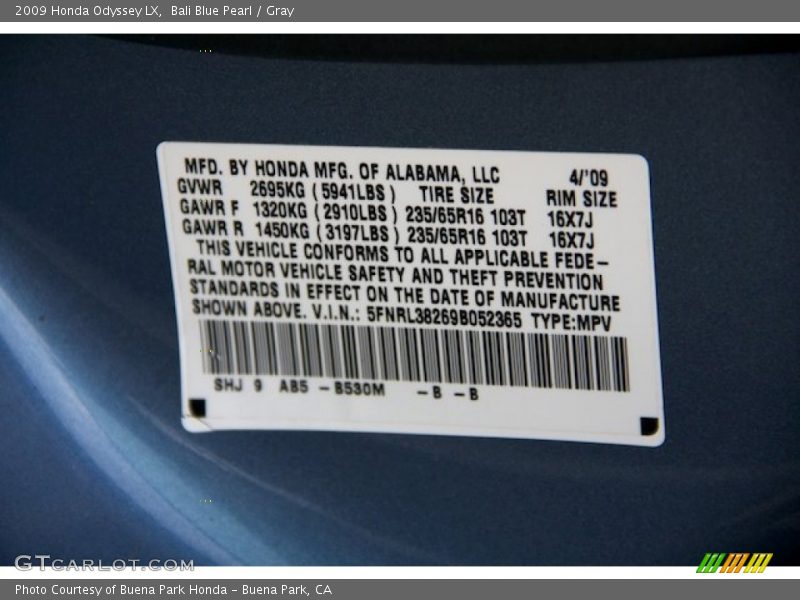 2009 Honda Odyssey LX,  Bali Blue Pearl / Gray
MFD. BY HONDA MFG. OF ALABAMA, LLC 4/'09
GVWR 2695KG ( 5941LBS ) TIRE SIZE RIM SIZE
GAWR F 1320KG ( 2910LBS ) 235/65R16 103T 16X7J
GAWR R 1450KG ( 3197LBS ) 235/65R16 103T 16X7J
THIS VEHICLE CONFORMS TO ALL APPLICABLE FEDE-
RAL MOTOR VEHICLE SAFETY AND THEFT PREVENTION
STANDARDS IN EFFECT ON THE DATE OF MANUFACTURE
SHOWN ABOVE. V.I.N.: 5FNRL38269B052365 TYPE:MPV
SHJ 9 AB5 - B530M - B - B
GTCARLOT.COM
Photo Courtesy of Buena Park Honda - Buena Park, CA